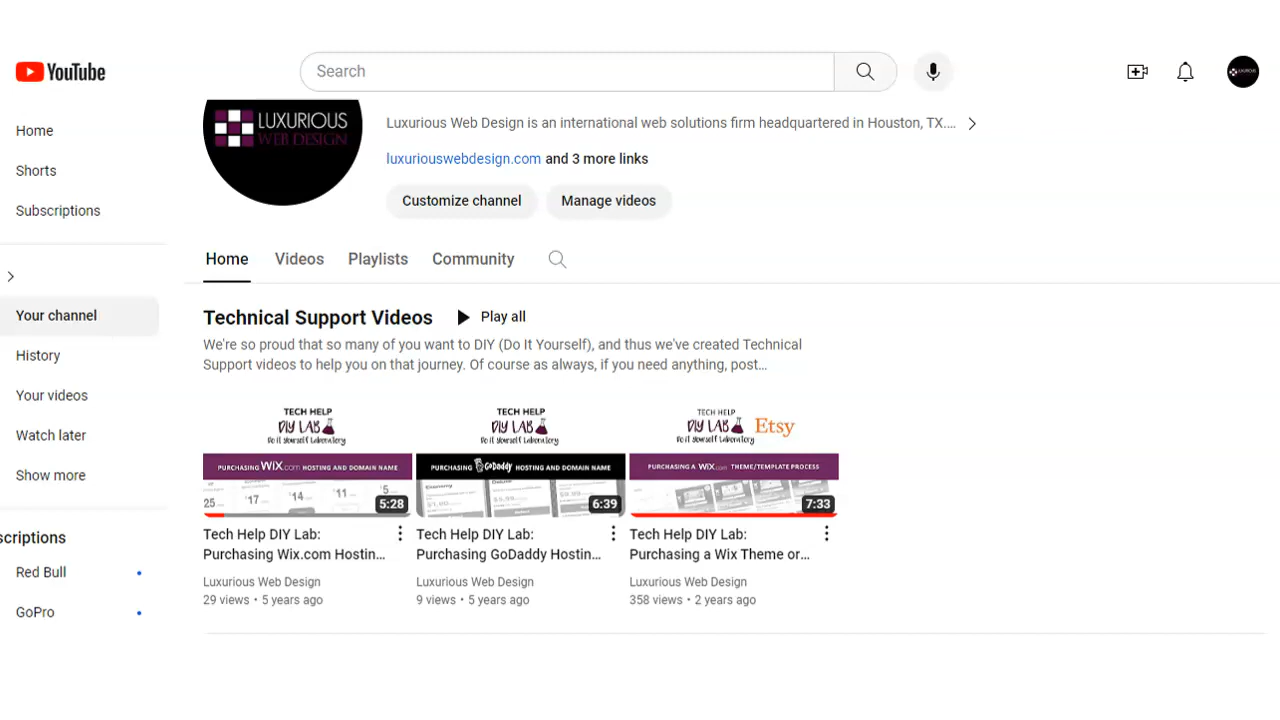 YouTube
Search
Home
Shorts
Subscriptions
Your channel
History
Your videos
Watch later
Show more
scriptions
Red Bull
GoPro
LUXURIOUS
WEB DESIGN
Luxurious Web Design is an international web solutions firm headquartered in Houston, TX....
luxuriouswebdesign.com and 3 more links
Customize channel Manage videos
Home Videos Playlists Community
Technical Support Videos Play all
We're so proud that so many of you want to DIY (Do It Yourself), and thus we've created Technical
Support videos to help you on that journey. Of course as always, if you need anything, post...
TECH HELP
DIY LAB
Do it Yourself Laboratory
PURCHASING WIX.com HOSTING AND DOMAIN NAME
25 17 14 11 5
5:28
Tech Help DIY Lab:
Purchasing Wix.com Hostin...
Luxurious Web Design
29 views • 5 years ago
TECH HELP
DIY LAB
Do it Yourself Laboratory
PURCHASING GoDaddy HOSTING AND DOMAIN NAME
6:39
Tech Help DIY Lab:
Purchasing GoDaddy Hostin...
Luxurious Web Design
9 views • 5 years ago
TECH HELP
DIY LAB Etsy
Do it Yourself Laboratory
PURCHASING A WIX.com THEME/TEMPLATE PROCESS
7:33
Tech Help DIY Lab:
Purchasing a Wix Theme or...
Luxurious Web Design
358 views • 2 years ago